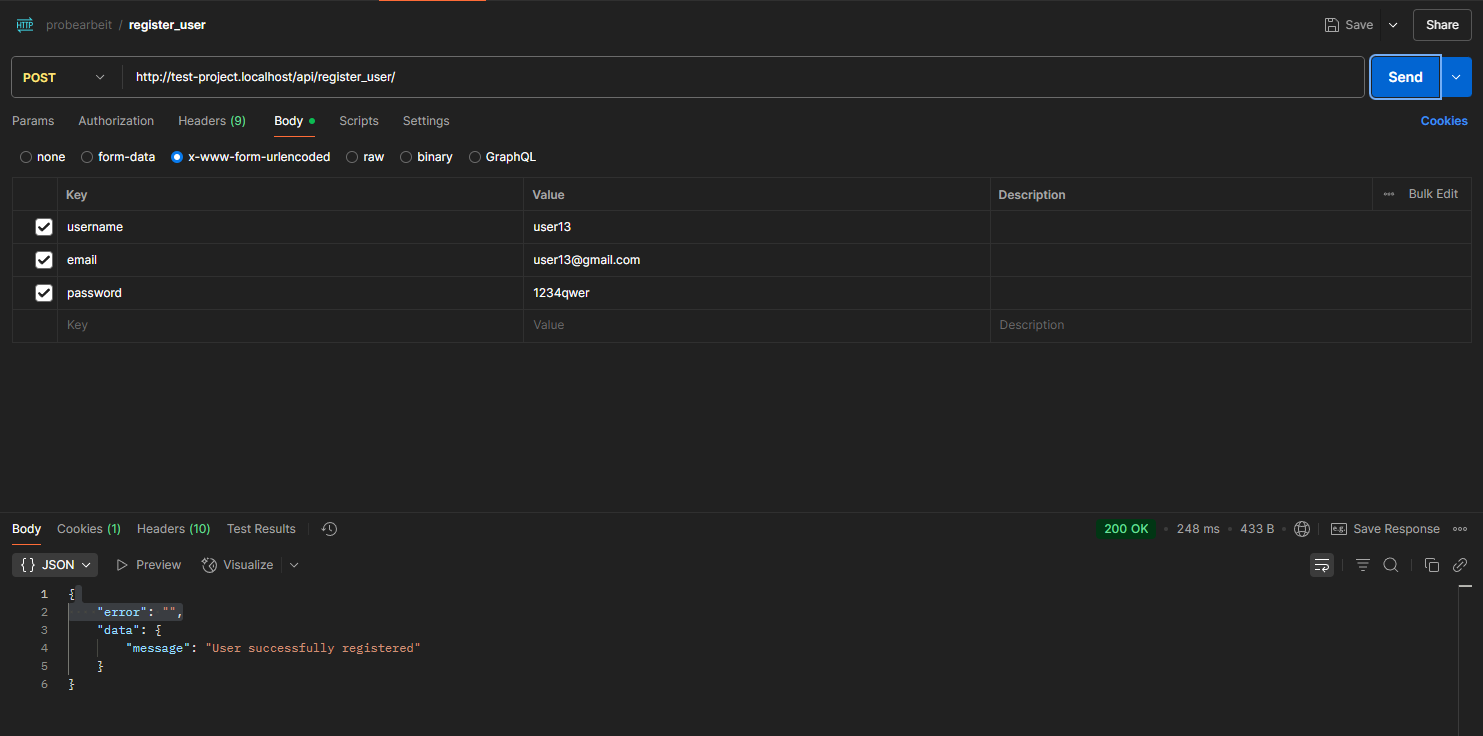 HTTP probearbeit / register_user Save Share
POST http://test-project.localhost/api/register_user/ Send
Params Authorization Headers (9) Body Scripts Settings Cookies
none form-data x-www-form-urlencoded raw binary GraphQL
Key Value Description Bulk Edit
username user13
email user13@gmail.com
password 1234qwer
Key Value Description
Body Cookies (1) Headers (10) Test Results 200 OK 248 ms 433 B e.g. Save Response
{} JSON Preview Visualize
1 {
2 "error": "",
3 "data": {
4 "message": "User successfully registered"
5 }
6 }